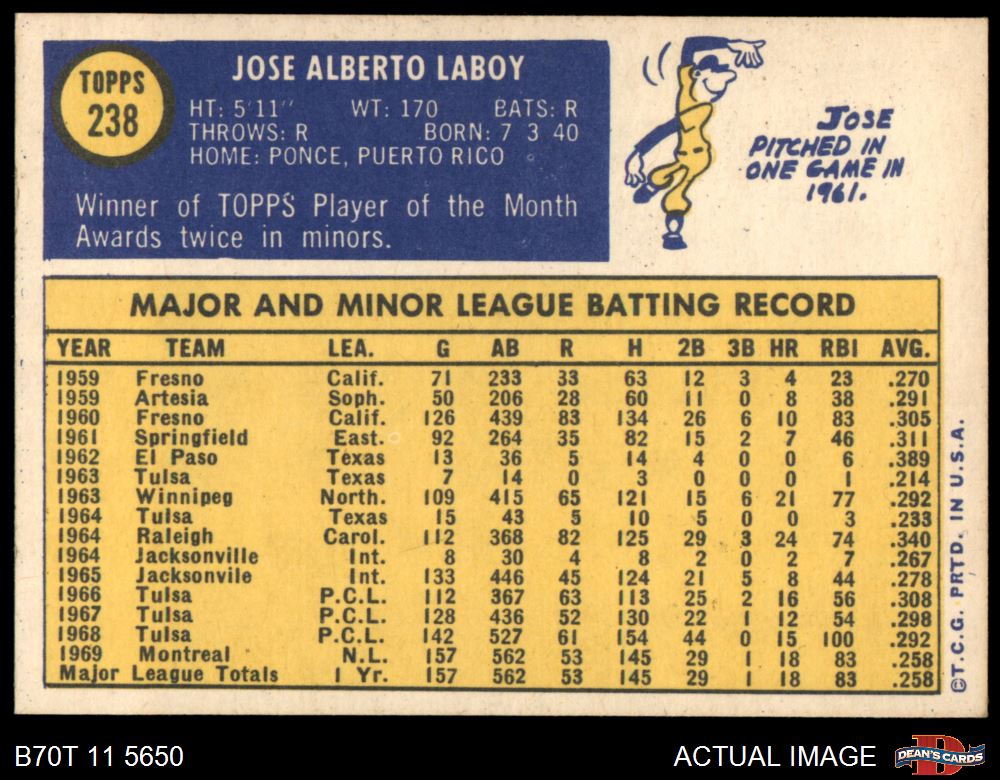 TOPPS
238
JOSE ALBERTO LABOY
HT: 5'11" WT: 170 BATS: R
THROWS: R BORN: 7 3 40
HOME: PONCE, PUERTO RICO
Winner of TOPPS Player of the Month
Awards twice in minors.
JOSE
PITCHED IN
ONE GAME IN
1961.
MAJOR AND MINOR LEAGUE BATTING RECORD
YEAR TEAM LEA. G AB R H 2B 3B HR RBI AVG.
1959 Fresno Calif. 71 233 33 63 12 3 4 23 .270
1959 Artesia Soph. 50 206 28 60 11 0 8 38 .291
1960 Fresno Calif. 126 439 83 134 26 6 10 83 .305
1961 Springfield East. 92 264 35 82 15 2 7 46 .311
1962 El Paso Texas 13 36 5 14 4 0 0 6 .389
1963 Tulsa Texas 7 14 0 3 0 0 0 1 .214
1963 Winnipeg North. 109 415 65 121 15 6 21 77 .292
1964 Tulsa Texas 15 43 5 10 5 0 0 3 .233
1964 Raleigh Carol. 112 368 82 125 29 3 24 74 .340
1964 Jacksonville Int. 8 30 4 8 2 0 2 7 .267
1965 Jacksonvile Int. 133 446 45 124 21 5 8 44 .278
1966 Tulsa P.C.L. 112 367 63 113 25 2 16 56 .308
1967 Tulsa P.C.L. 128 436 52 130 22 1 12 54 .298
1968 Tulsa P.C.L. 142 527 61 154 44 0 15 100 .292
1969 Montreal N.L. 157 562 53 145 29 1 18 83 .258
Major League Totals 1 Yr. 157 562 53 145 29 1 18 83 .258
©T.C.G. PRTD. IN U.S.A.
B70T 11 5650
ACTUAL IMAGE
DEAN'S CARDS